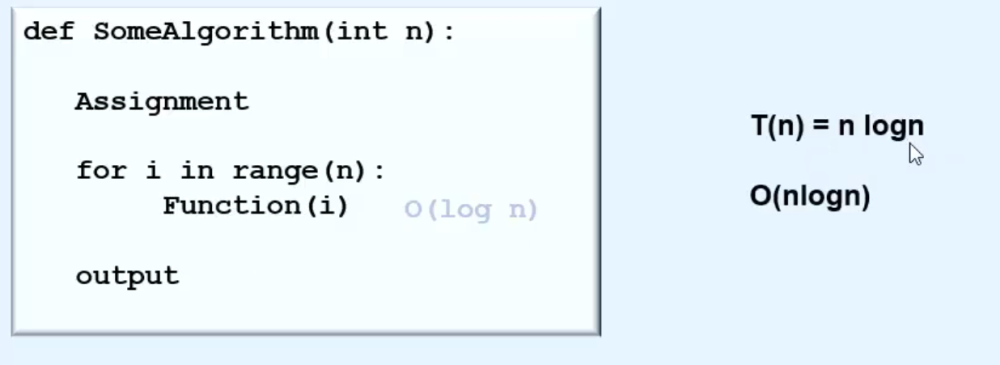 def SomeAlgorithm(int n):
Assignment
for i in range(n):
Function(i) O(log n)
output
T(n) = n logn
O(nlogn)